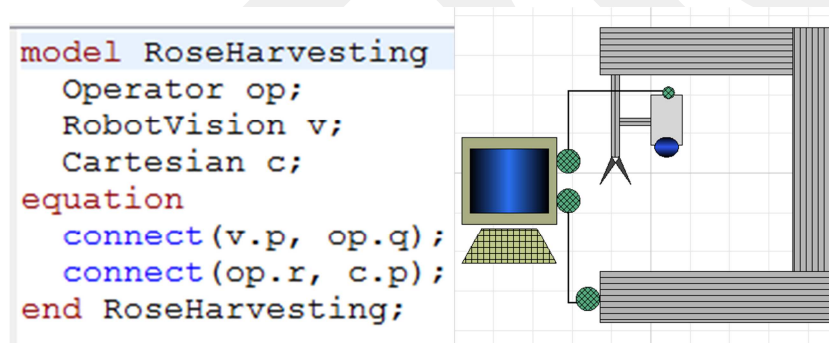 model RoseHarvesting
Operator op;
RobotVision v;
Cartesian c;
equation
connect(v.p, op.q);
connect(op.r, c.p);
end RoseHarvesting;